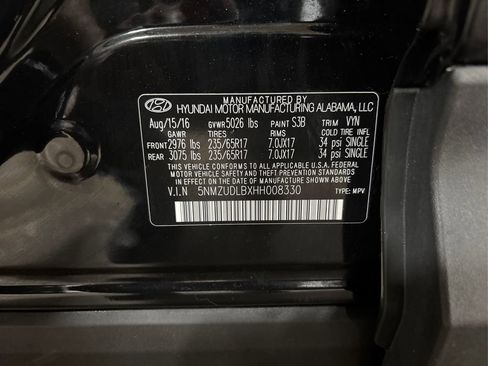 MANUFACTURED BY
HYUNDAI MOTOR MANUFACTURING ALABAMA, LLC
Aug/15/16 GVWR 5026 lbs PAINT S3B TRIM VYN
GAWR TIRES RIMS COLD TIRE INFL
FRONT 2976 lbs 235/65R17 7.0JX17 34 psi SINGLE
REAR 3075 lbs 235/65R17 7.0JX17 34 psi SINGLE
THIS VEHICLE CONFORMS TO ALL APPLICABLE U.S.A. FEDERAL
MOTOR VEHICLE SAFETY AND THEFT PREVENTION STANDARDS
IN EFFECT ON THE DATE OF MANUFACTURE SHOWN ABOVE.
V.I.N 5NMZUDLBXHH008330 TYPE: MPV